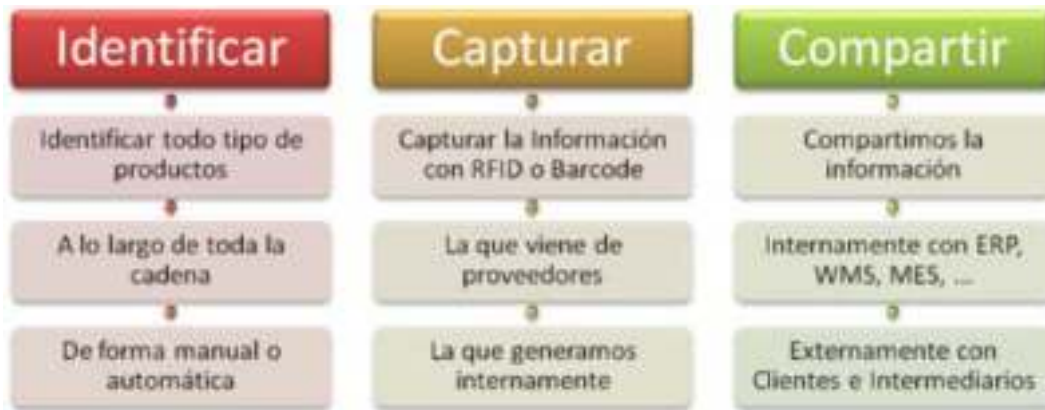 Identificar
Identificar todo tipo de
productos
A lo largo de toda la
cadena
De forma manual o
automática
Capturar
Capturar la Información
con RFID o Barcode
La que viene de
proveedores
La que generamos
internamente
Compartir
Compartimos la
información
Internamente con ERP,
WMS, MES, ...
Externamente con
Clientes e Intermediarios